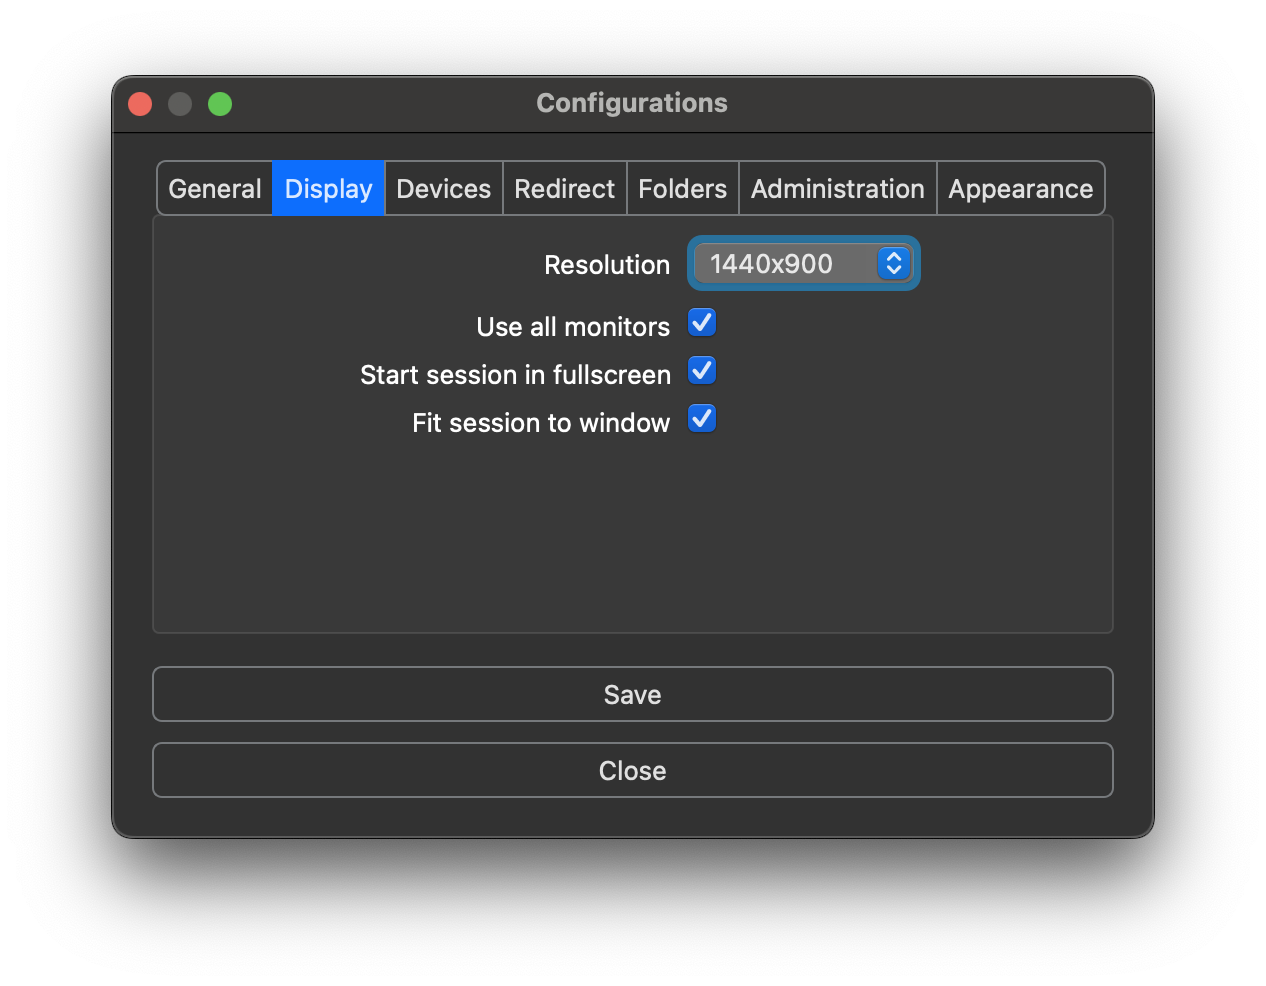 Configurations
General Display Devices Redirect Folders Administration Appearance
Resolution 1440x900
Use all monitors
Start session in fullscreen
Fit session to window
Save
Close